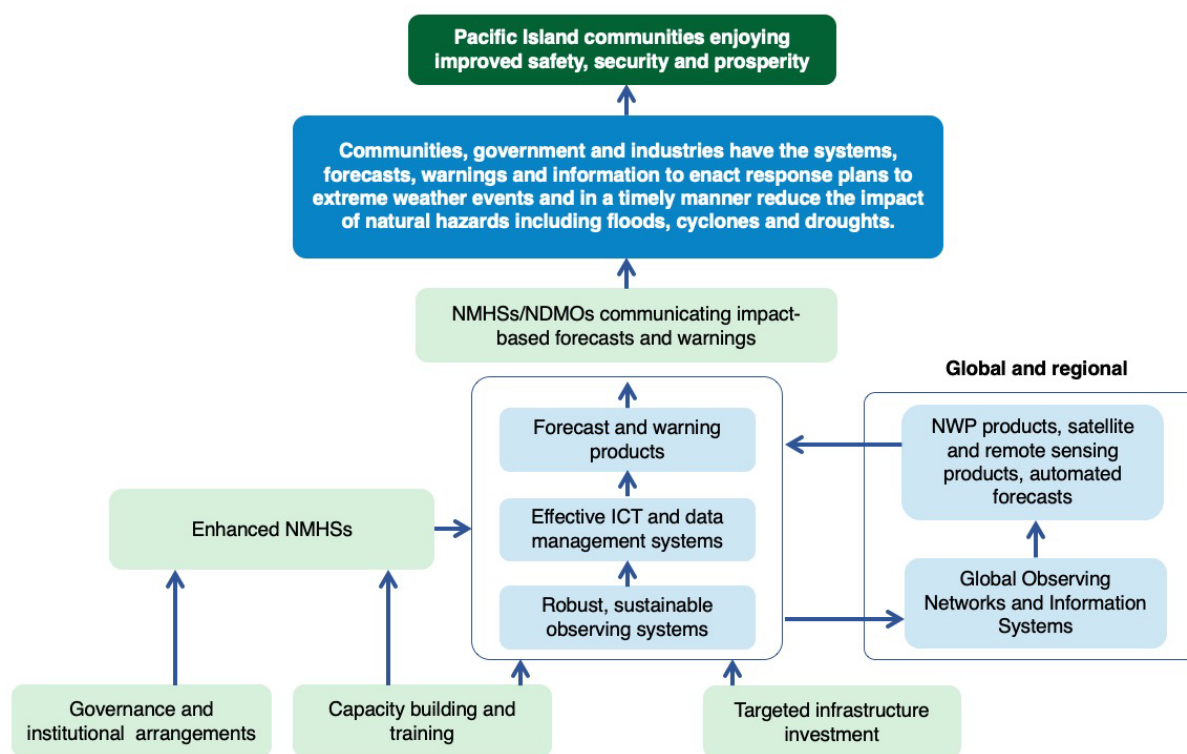 Pacific Island communities enjoying
improved safety, security and prosperity
Communities, government and industries have the systems,
forecasts, warnings and information to enact response plans to
extreme weather events and in a timely manner reduce the impact
of natural hazards including floods, cyclones and droughts.
NMHSs/NDMOs communicating impact-
based forecasts and warnings
Global and regional
Forecast and warning
products
NWP products, satellite
and remote sensing
products, automated
forecasts
Enhanced NMHSs
Effective ICT and data
management systems
Robust, sustainable
observing systems
Global Observing
Networks and Information
Systems
Governance and
institutional arrangements
Capacity building and
training
Targeted infrastructure
investment